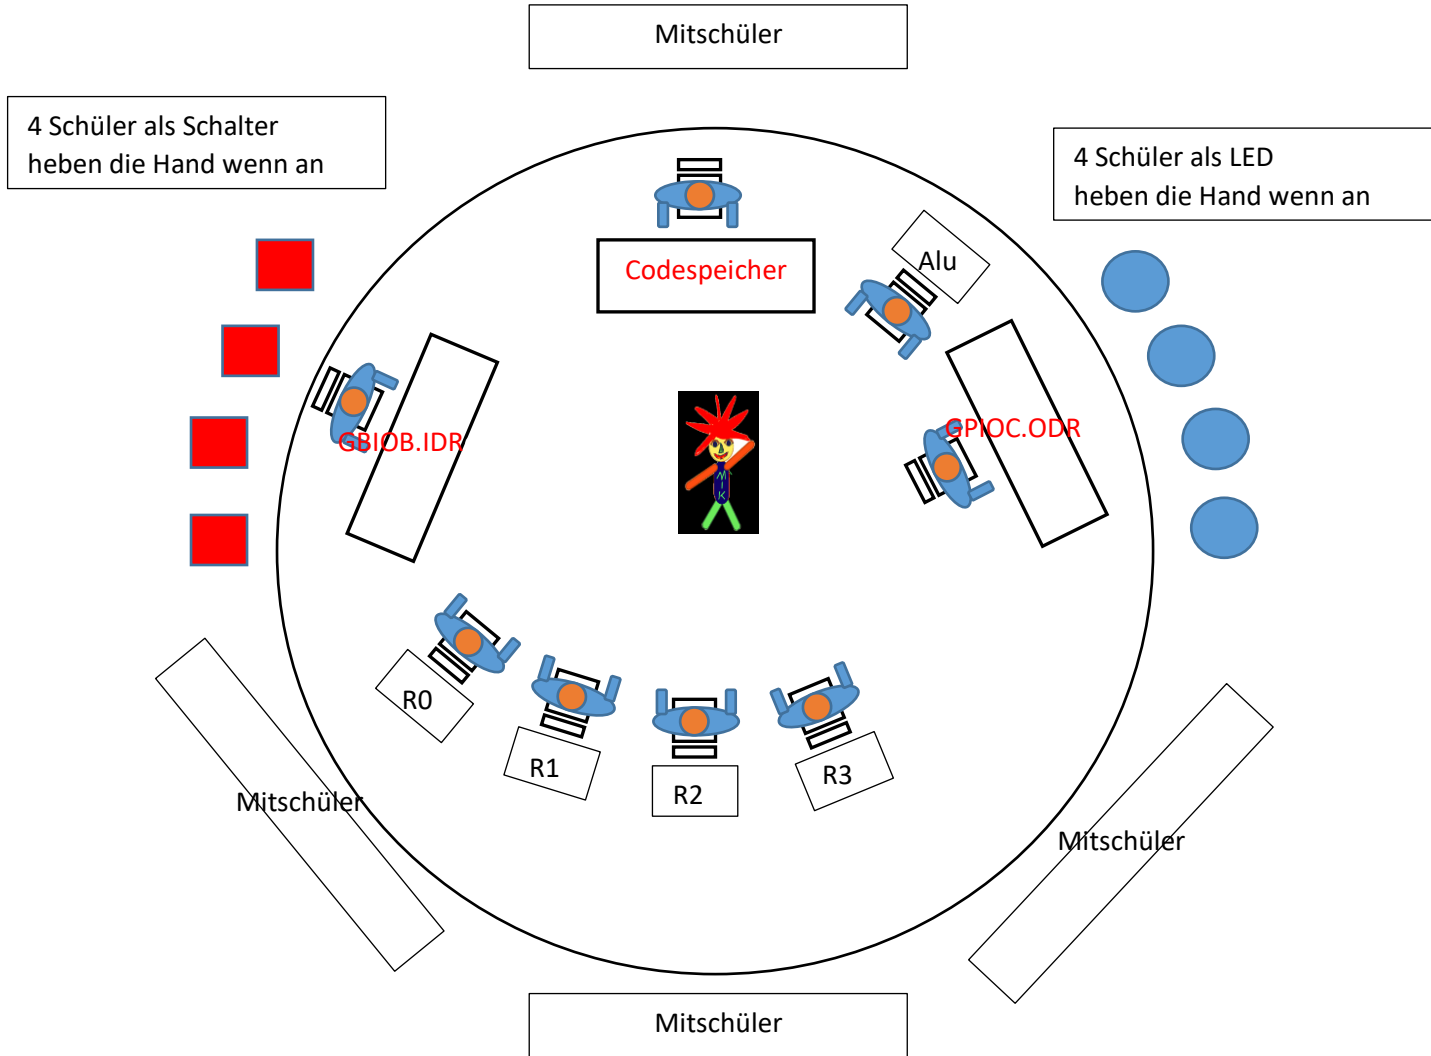 Mitschüler
4 Schüler als Schalter
heben die Hand wenn an
4 Schüler als LED
heben die Hand wenn an
Codespeicher
Alu
GBIOB.IDR
GPIOC.ODR
MIK
R0
R1
R2
R3
Mitschüler
Mitschüler
Mitschüler